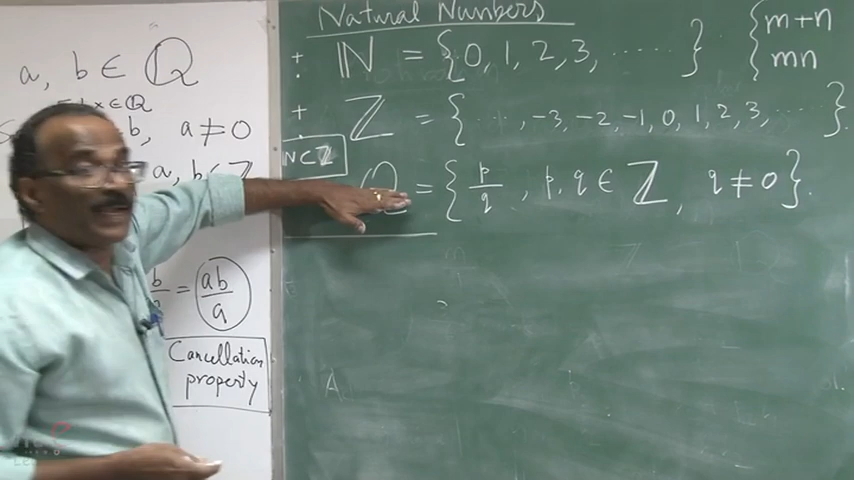 a, b ∈ ℚ
x ∈ ℚ
b, a ≠ 0
a, b ∈ ℤ
b/a = ab/a
Cancellation
property
Natural Numbers
+ · ℕ = {0, 1, 2, 3, ......}. { m+n
mn
+ · ℤ = {..., -3, -2, -1, 0, 1, 2, 3, ....}.
ℕ ⊂ ℤ
ℚ = { p/q , p, q ∈ ℤ, q ≠ 0}.